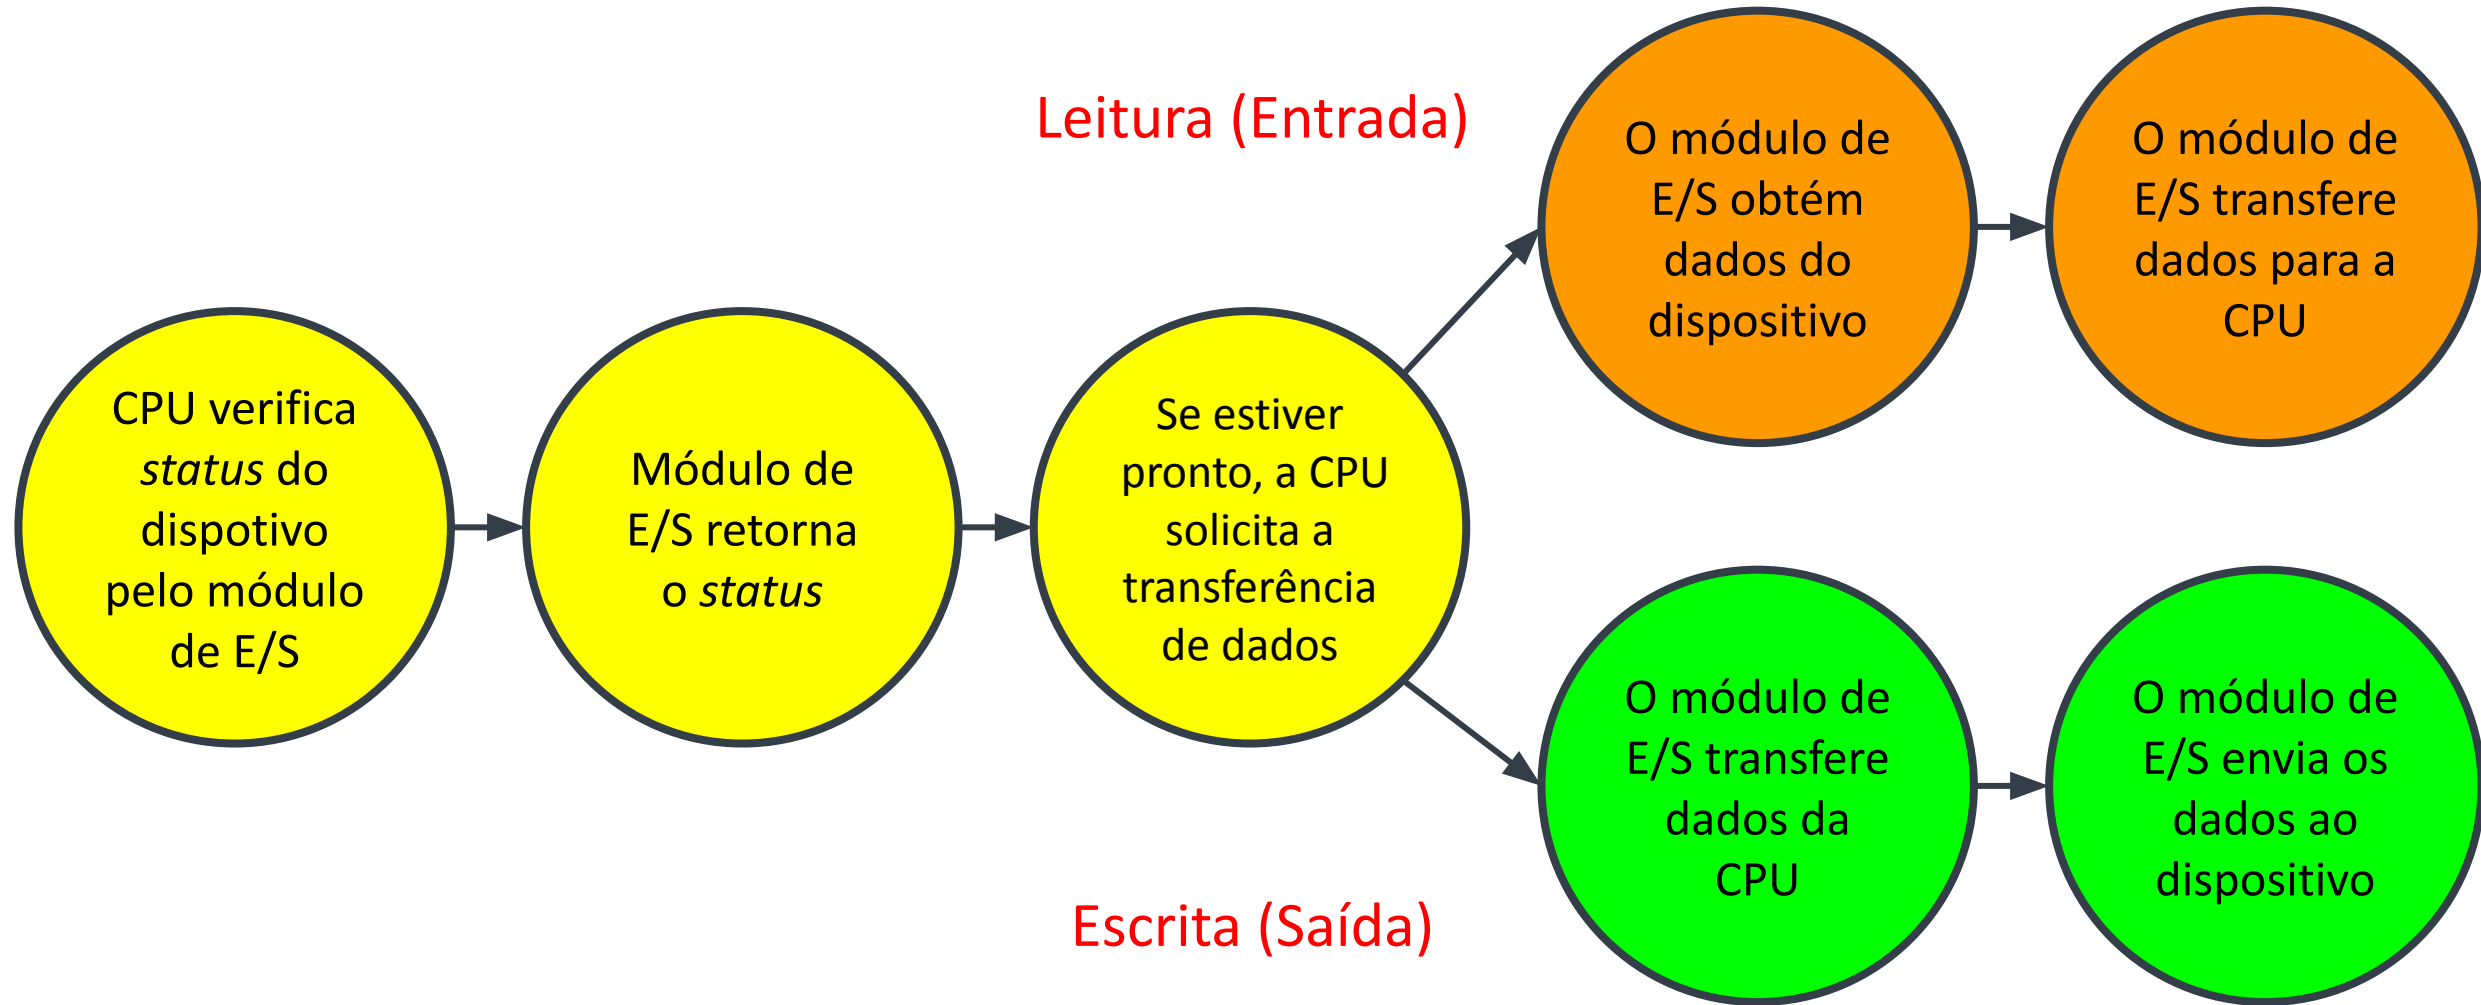 CPU verifica
status do
dispotivo
pelo módulo
de E/S
Módulo de
E/S retorna
o status
Se estiver
pronto, a CPU
solicita a
transferência
de dados
Leitura (Entrada)
O módulo de
E/S obtém
dados do
dispositivo
O módulo de
E/S transfere
dados para a
CPU
Escrita (Saída)
O módulo de
E/S transfere
dados da
CPU
O módulo de
E/S envia os
dados ao
dispositivo